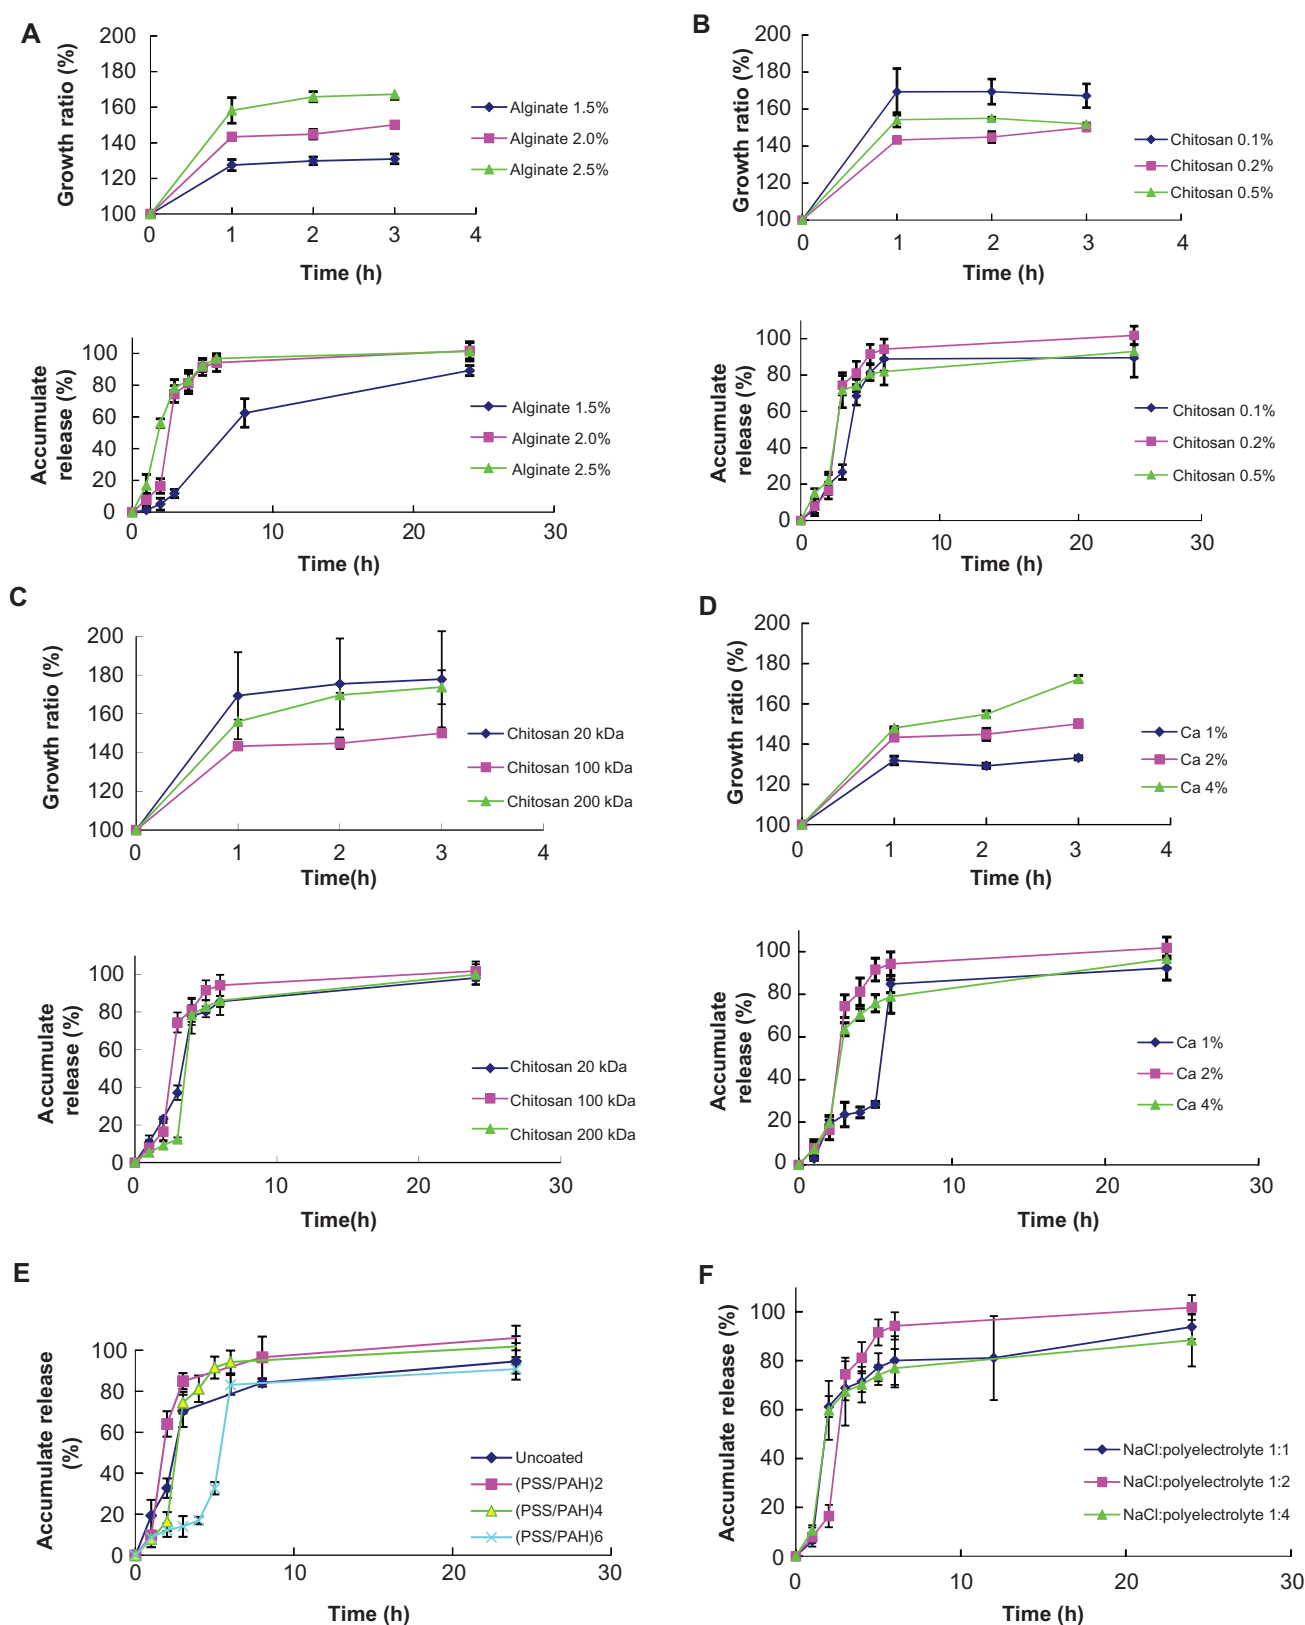 A
Growth ratio (%)
200
180
160
140
120
100
0
1
2
3
4
Time (h)
Alginate 1.5%
Alginate 2.0%
Alginate 2.5%
Accumulate
release (%)
100
80
60
40
20
0
0
10
20
30
Time (h)
Alginate 1.5%
Alginate 2.0%
Alginate 2.5%
B
Growth ratio (%)
200
180
160
140
120
100
0
1
2
3
4
Time (h)
Chitosan 0.1%
Chitosan 0.2%
Chitosan 0.5%
Accumulate
release (%)
100
80
60
40
20
0
0
10
20
30
Time (h)
Chitosan 0.1%
Chitosan 0.2%
Chitosan 0.5%
C
Growth ratio (%)
200
180
160
140
120
100
0
1
2
3
4
Time(h)
Chitosan 20 kDa
Chitosan 100 kDa
Chitosan 200 kDa
Accumulate
release (%)
100
80
60
40
20
0
0
10
20
30
Time(h)
Chitosan 20 kDa
Chitosan 100 kDa
Chitosan 200 kDa
D
Growth ratio (%)
200
180
160
140
120
100
0
1
2
3
4
Time (h)
Ca 1%
Ca 2%
Ca 4%
Accumulate
release (%)
100
80
60
40
20
0
0
10
20
30
Time (h)
Ca 1%
Ca 2%
Ca 4%
E
Accumulate release
(%)
100
80
60
40
20
0
0
10
20
30
Time (h)
Uncoated
(PSS/PAH)2
(PSS/PAH)4
(PSS/PAH)6
F
Accumulate release (%)
100
80
60
40
20
0
0
10
20
30
Time (h)
NaCl:polyelectrolyte 1:1
NaCl:polyelectrolyte 1:2
NaCl:polyelectrolyte 1:4